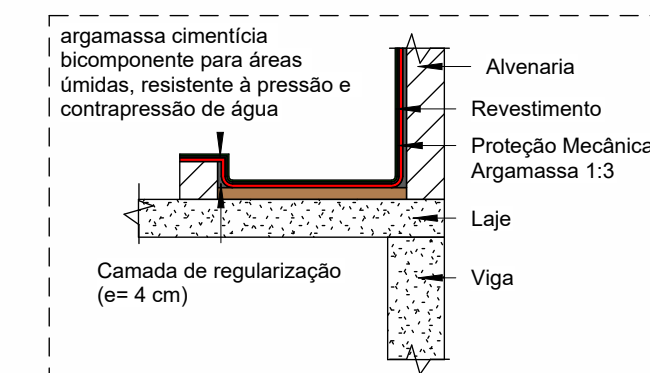 argamassa cimentícia
bicomponente para áreas
úmidas, resistente à pressão e
contrapressão de água
Alvenaria
Revestimento
Proteção Mecânica
Argamassa 1:3
Laje
Camada de regularização
(e= 4 cm)
Viga